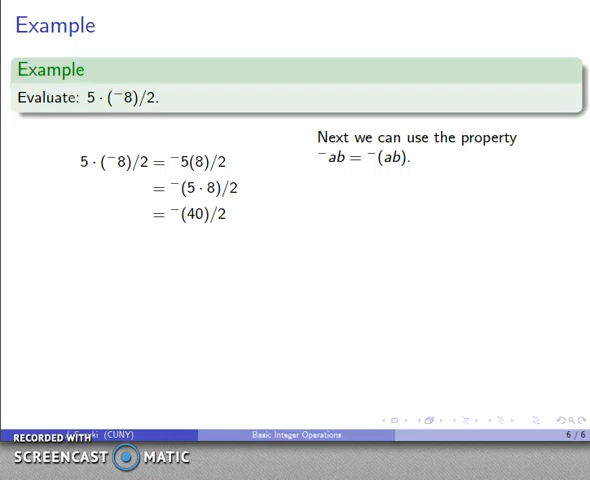 Example
Example
Evaluate: 5 · (⁻8)/2.
Next we can use the property
⁻ab = ⁻(ab).
5 · (⁻8)/2 = ⁻5(8)/2
= ⁻(5 · 8)/2
= ⁻(40)/2
(CUNY) Basic Integer Operations 6 / 6
RECORDED WITH
SCREENCAST MATIC